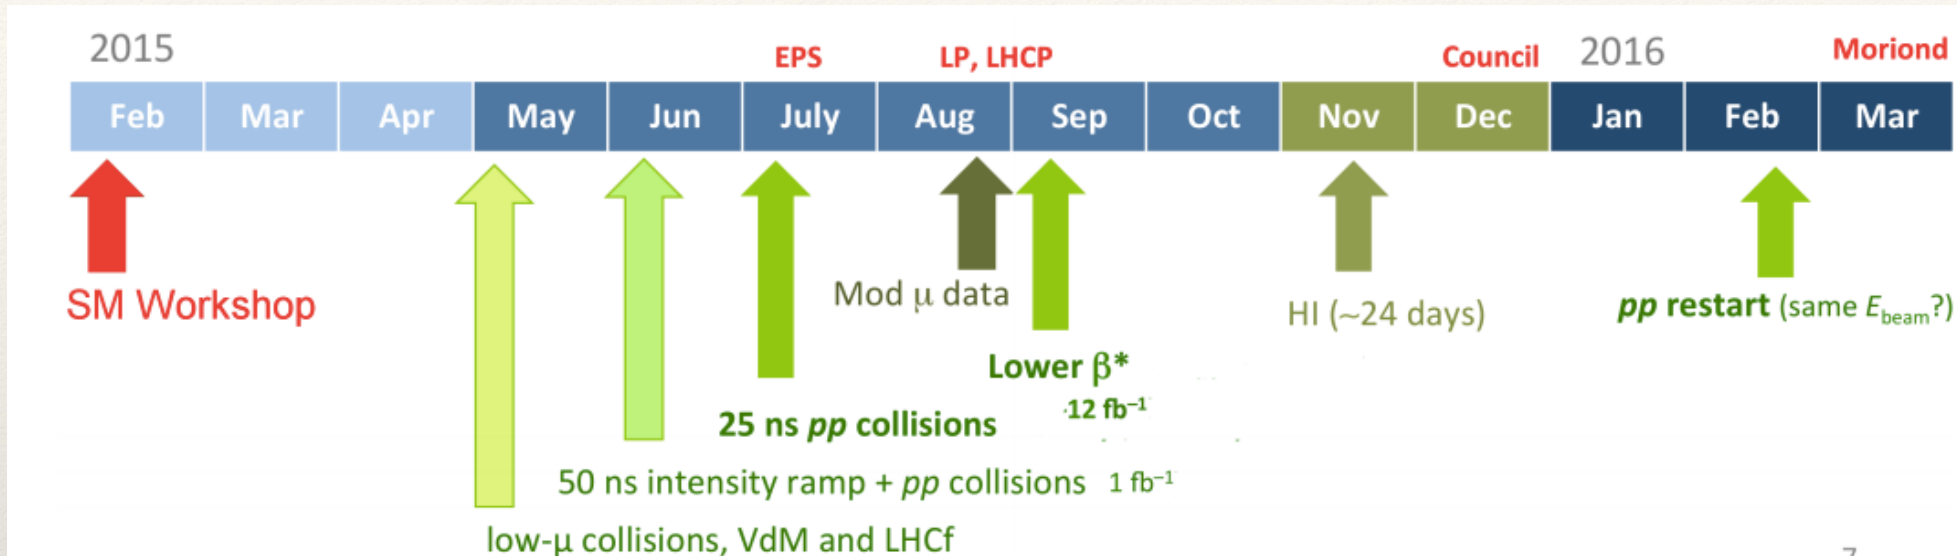 2015 EPS LP, LHCP Council 2016 Moriond
Feb Mar Apr May Jun July Aug Sep Oct Nov Dec Jan Feb Mar
SM Workshop
Mod μ data
HI (~24 days)
pp restart (same Ebeam?)
Lower β*
12 fb⁻¹
25 ns pp collisions
50 ns intensity ramp + pp collisions 1 fb⁻¹
low-μ collisions, VdM and LHCf
7